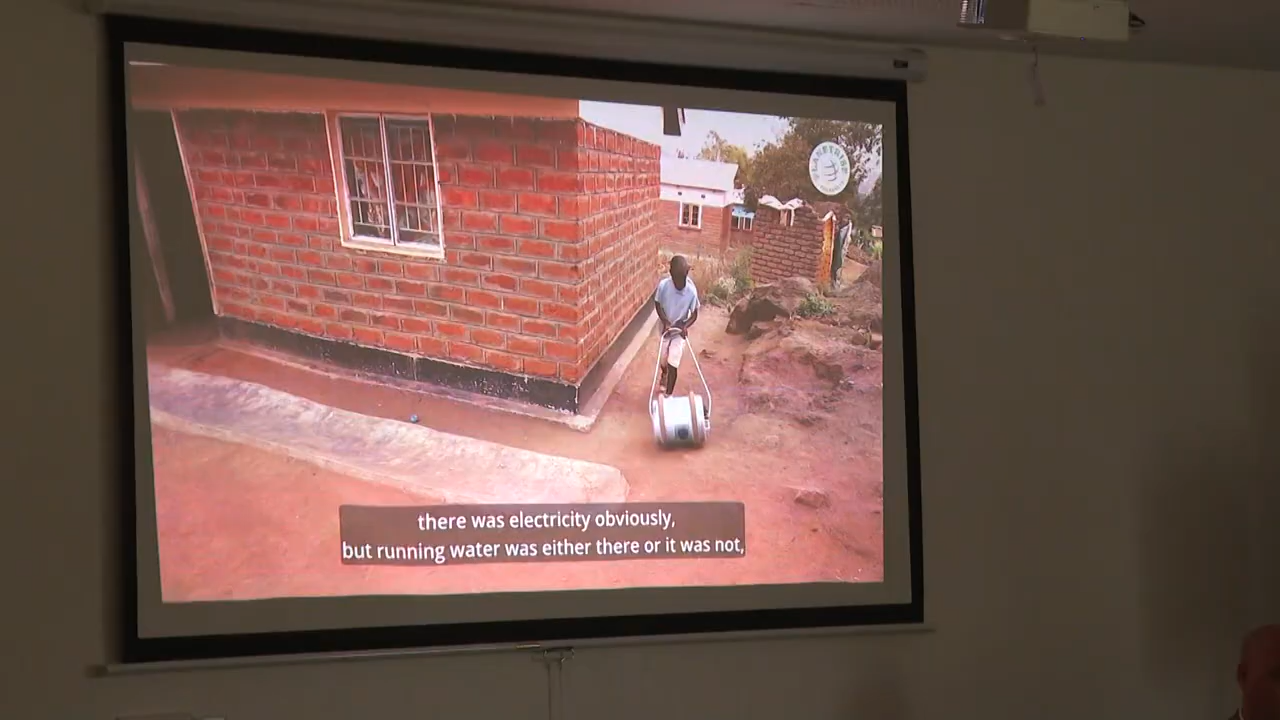 there was electricity obviously,
but running water was either there or it was not,